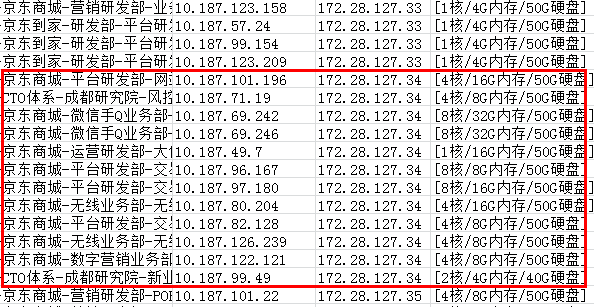 京东商城-营销研发部-业务 10.187.123.158 172.28.127.33 [1核/4G内存/50G硬盘]
京东到家-研发部-平台研发 10.187.57.24 172.28.127.33 [1核/4G内存/50G硬盘]
京东到家-研发部-平台研发 10.187.99.154 172.28.127.33 [1核/4G内存/50G硬盘]
京东到家-研发部-平台研发 10.187.123.209 172.28.127.33 [1核/4G内存/50G硬盘]
京东商城-平台研发部-网 10.187.101.196 172.28.127.34 [4核/16G内存/50G硬盘]
CTO体系-成都研究院-风控 10.187.71.19 172.28.127.34 [4核/8G内存/50G硬盘]
京东商城-微信手Q业务部- 10.187.69.242 172.28.127.34 [8核/32G内存/50G硬盘]
京东商城-微信手Q业务部- 10.187.69.246 172.28.127.34 [8核/32G内存/50G硬盘]
京东商城-运营研发部-大 10.187.49.7 172.28.127.34 [1核/16G内存/50G硬盘]
京东商城-平台研发部-交易 10.187.96.167 172.28.127.34 [8核/8G内存/50G硬盘]
京东商城-平台研发部-交易 10.187.97.180 172.28.127.34 [8核/16G内存/50G硬盘]
京东商城-无线业务部-无线 10.187.80.204 172.28.127.34 [4核/16G内存/50G硬盘]
京东商城-平台研发部-交易 10.187.82.128 172.28.127.34 [4核/8G内存/50G硬盘]
京东商城-无线业务部-无线 10.187.126.239 172.28.127.34 [4核/8G内存/50G硬盘]
京东商城-数字营销业务部 10.187.122.121 172.28.127.34 [4核/8G内存/50G硬盘]
CTO体系-成都研究院-新业 10.187.99.49 172.28.127.34 [2核/4G内存/40G硬盘]
京东商城-营销研发部-POP 10.187.101.22 172.28.127.35 [4核/8G内存/50G硬盘]